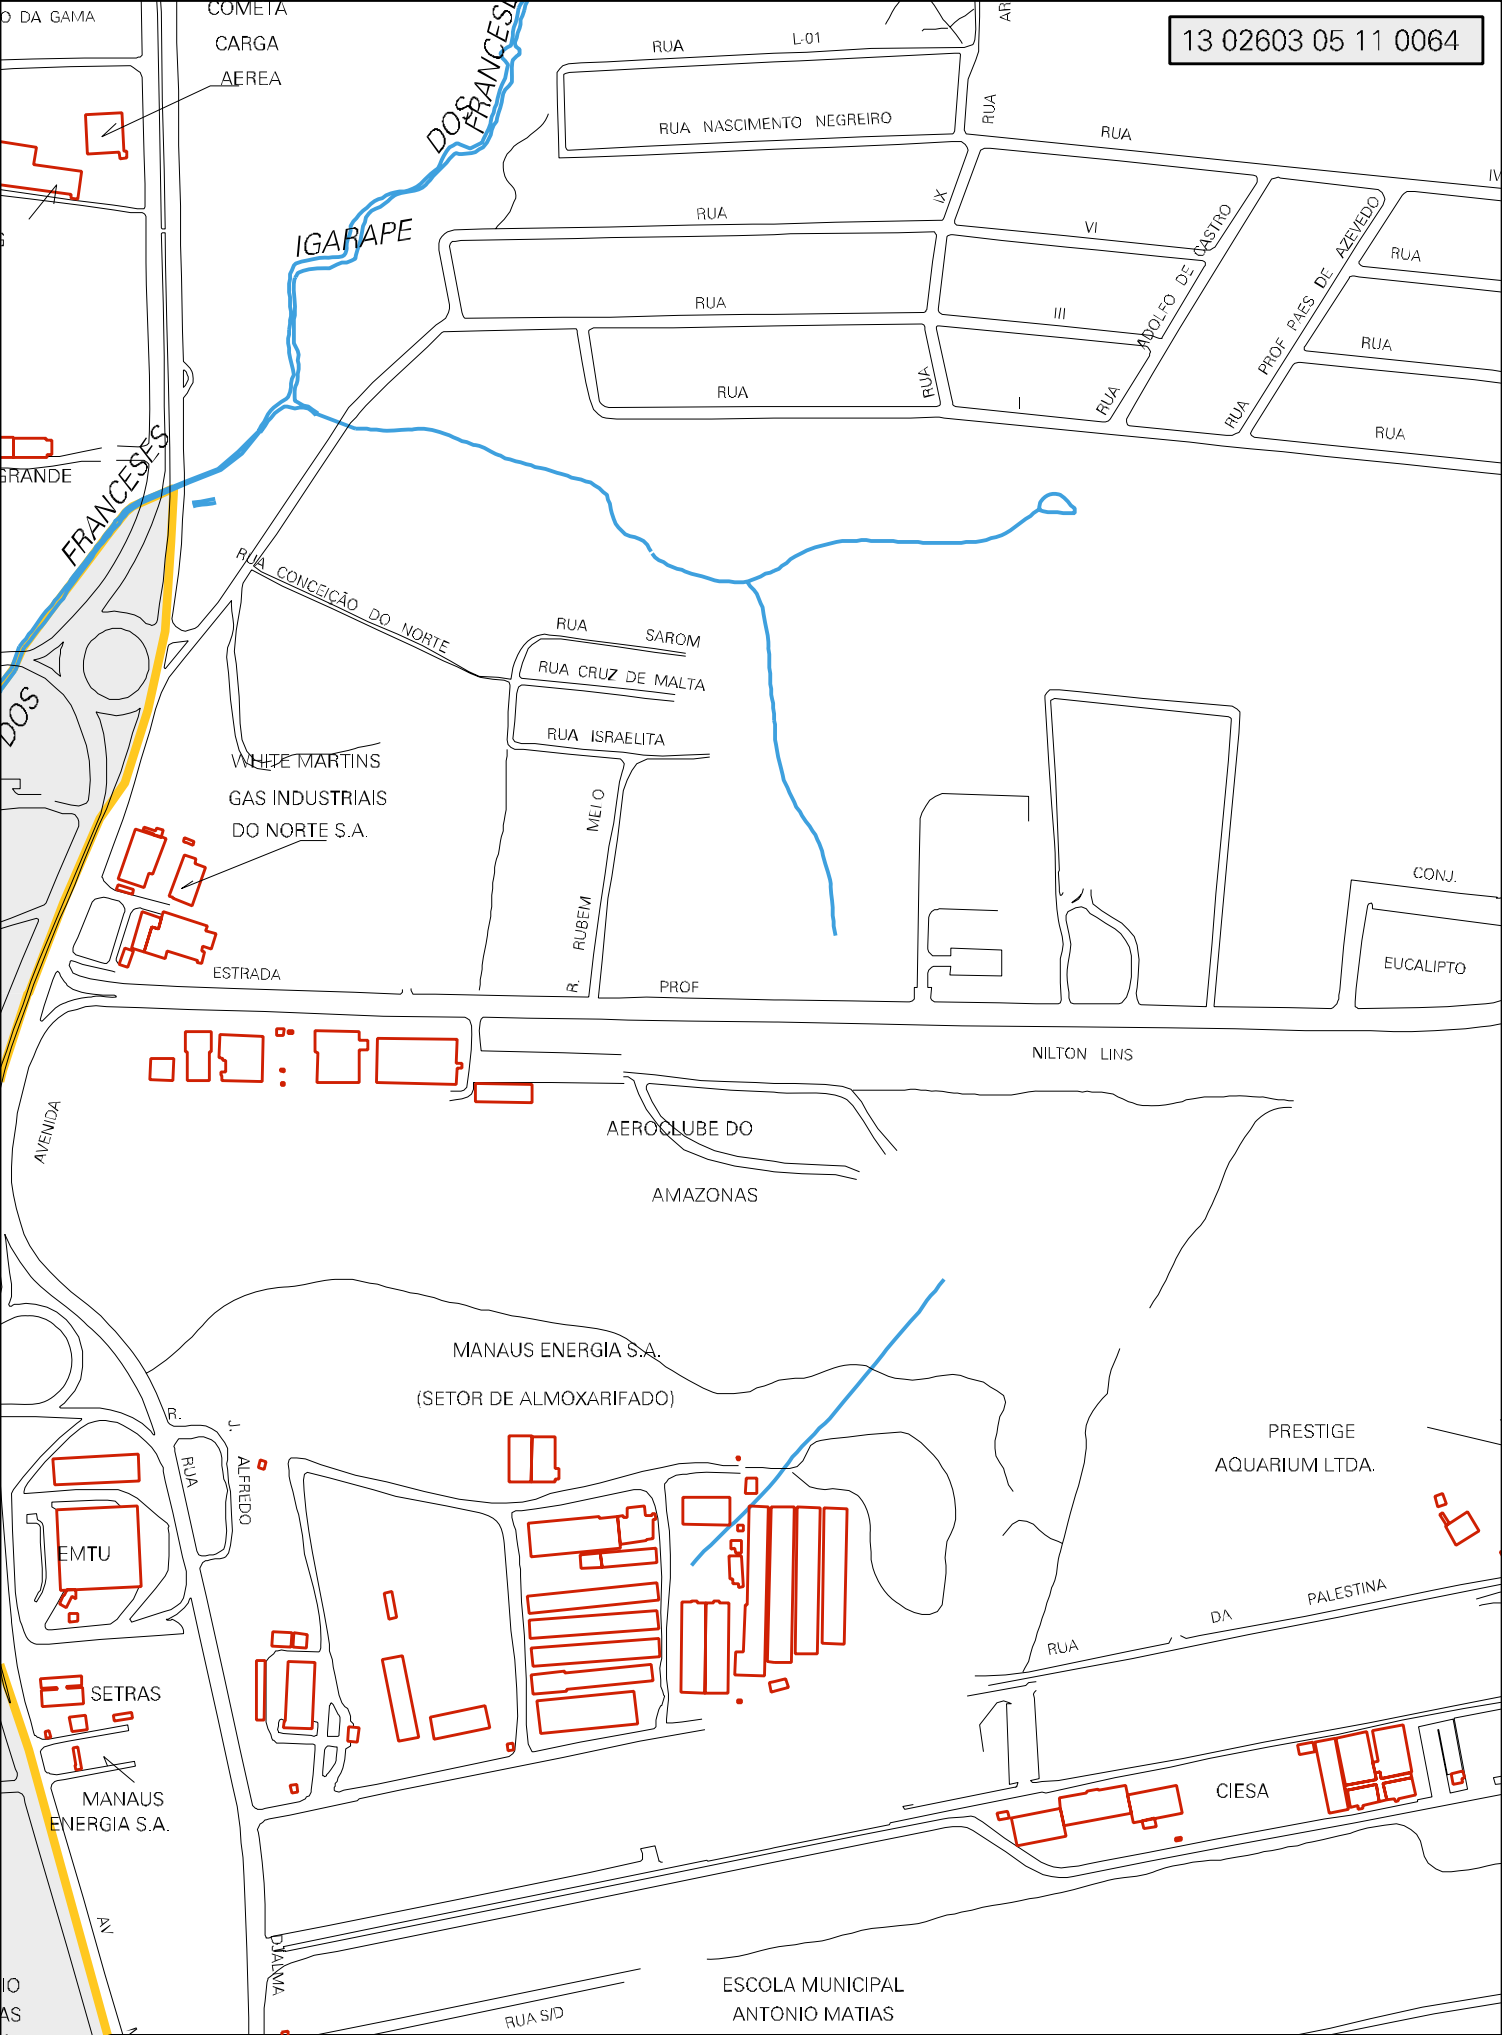 O DA GAMA
COMETA
CARGA
AEREA
13 02603 05 11 0064
RUA L-01
RUA
RUA NASCIMENTO NEGREIRO
RUA
DOS
FRANCESES
IGARAPE
RUA
IX
VI
IV
RUA
III
RUA
I
RUA
RUA ADOLFO DE CASTRO
RUA PROF PAES DE AZEVEDO
RUA
RUA
RUA
GRANDE
FRANCESES
DOS
RUA CONCEIÇÃO DO NORTE
RUA SAROM
RUA CRUZ DE MALTA
RUA ISRAELITA
WHITE MARTINS
GAS INDUSTRIAIS
DO NORTE S.A.
R. RUBEM MEIO
CONJ.
EUCALIPTO
ESTRADA
PROF
NILTON LINS
AVENIDA
AEROCLUBE DO
AMAZONAS
MANAUS ENERGIA S.A.
(SETOR DE ALMOXARIFADO)
R. J. ALFREDO
RUA
PRESTIGE
AQUARIUM LTDA.
EMTU
RUA DA PALESTINA
SETRAS
MANAUS
ENERGIA S.A.
CIESA
AV
DJALMA
IO
AS
RUA S/D
ESCOLA MUNICIPAL
ANTONIO MATIAS